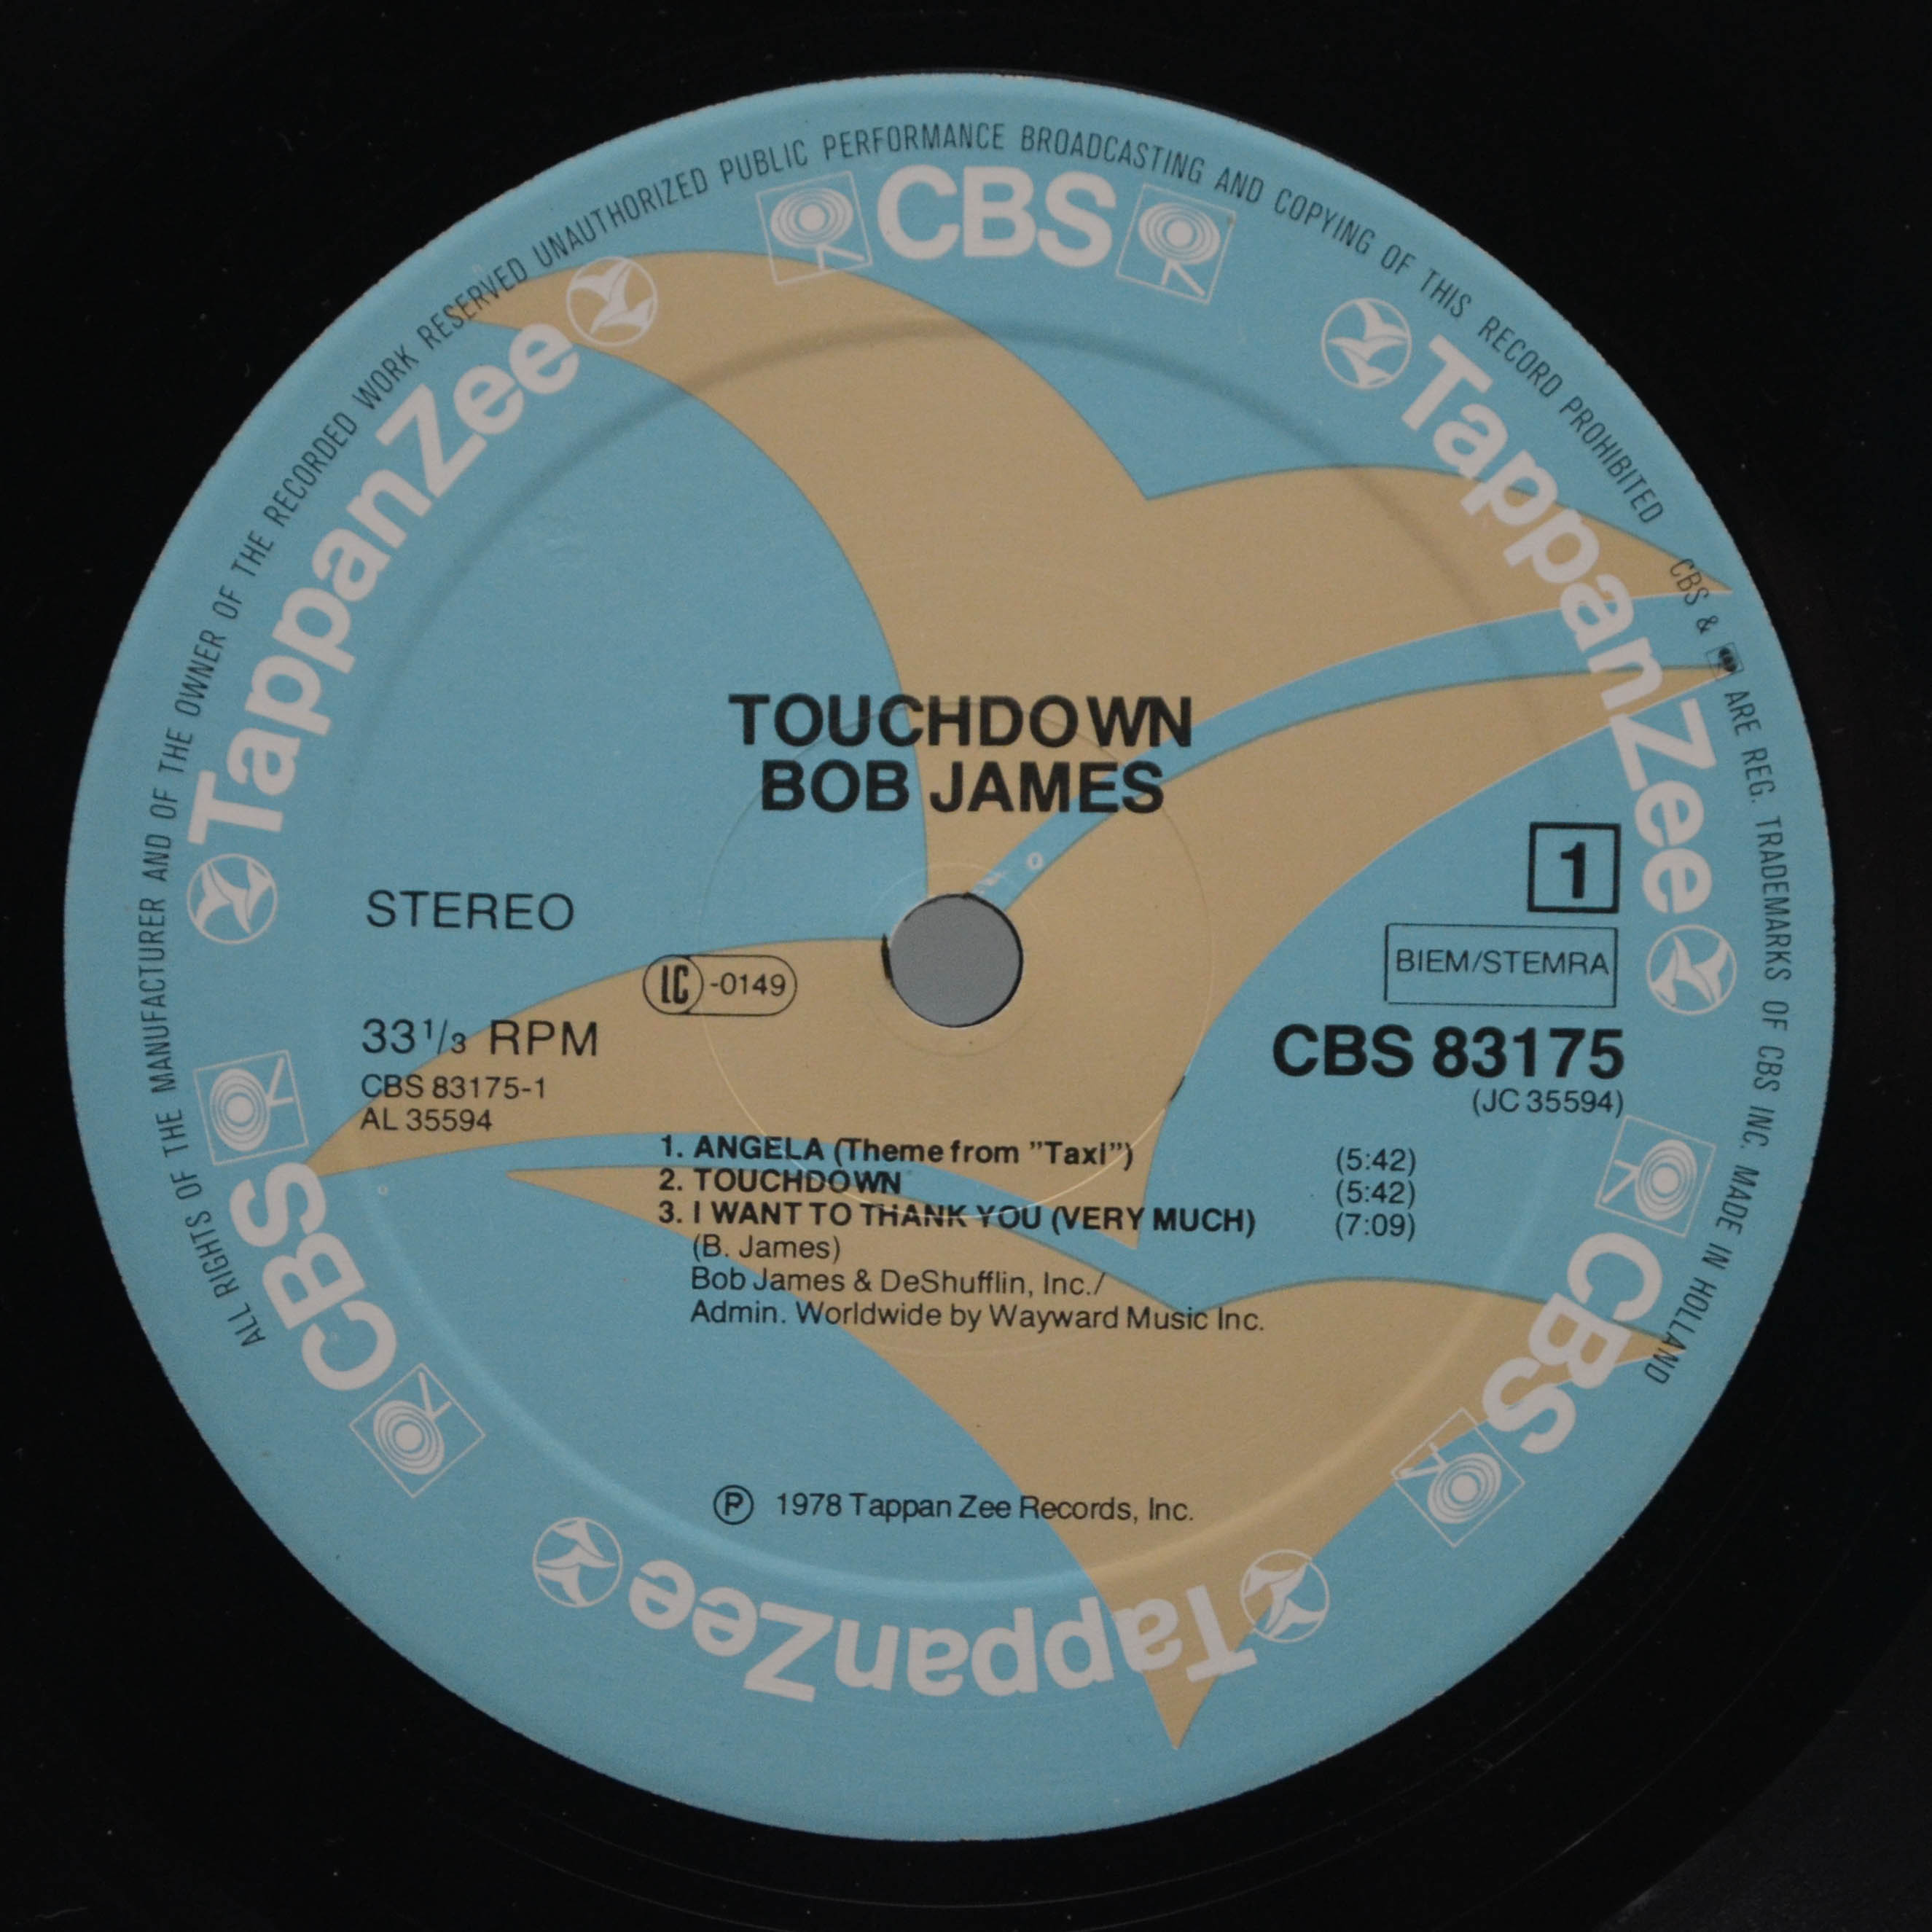 ALL RIGHTS OF THE MANUFACTURER AND OF THE OWNER OF THE RECORDED WORK RESERVED UNAUTHORIZED PUBLIC PERFORMANCE BROADCASTING AND COPYING OF THIS RECORD PROHIBITED
CBS & ARE REG. TRADEMARKS OF CBS INC. MADE IN HOLLAND
CBS
TappanZee
TappanZee
TOUCHDOWN
BOB JAMES
STEREO
1
LC -0149
BIEM/STEMRA
33 1/3 RPM
CBS 83175
CBS 83175-1
(JC 35594)
AL 35594
1. ANGELA (Theme from "Taxi") (5:42)
2. TOUCHDOWN (5:42)
3. I WANT TO THANK YOU (VERY MUCH) (7:09)
(B. James)
Bob James & DeShufflin, Inc./
Admin. Worldwide by Wayward Music Inc.
CBS
CBS
Ⓟ 1978 Tappan Zee Records, Inc.
TappanZee